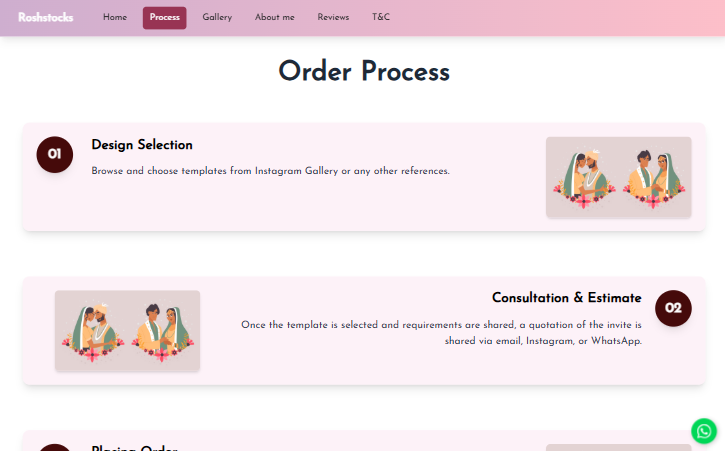 Roshstocks Home Process Gallery About me Reviews T&C
Order Process
01 Design Selection
Browse and choose templates from Instagram Gallery or any other references.
Consultation & Estimate 02
Once the template is selected and requirements are shared, a quotation of the invite is
shared via email, Instagram, or WhatsApp.
Placing Order